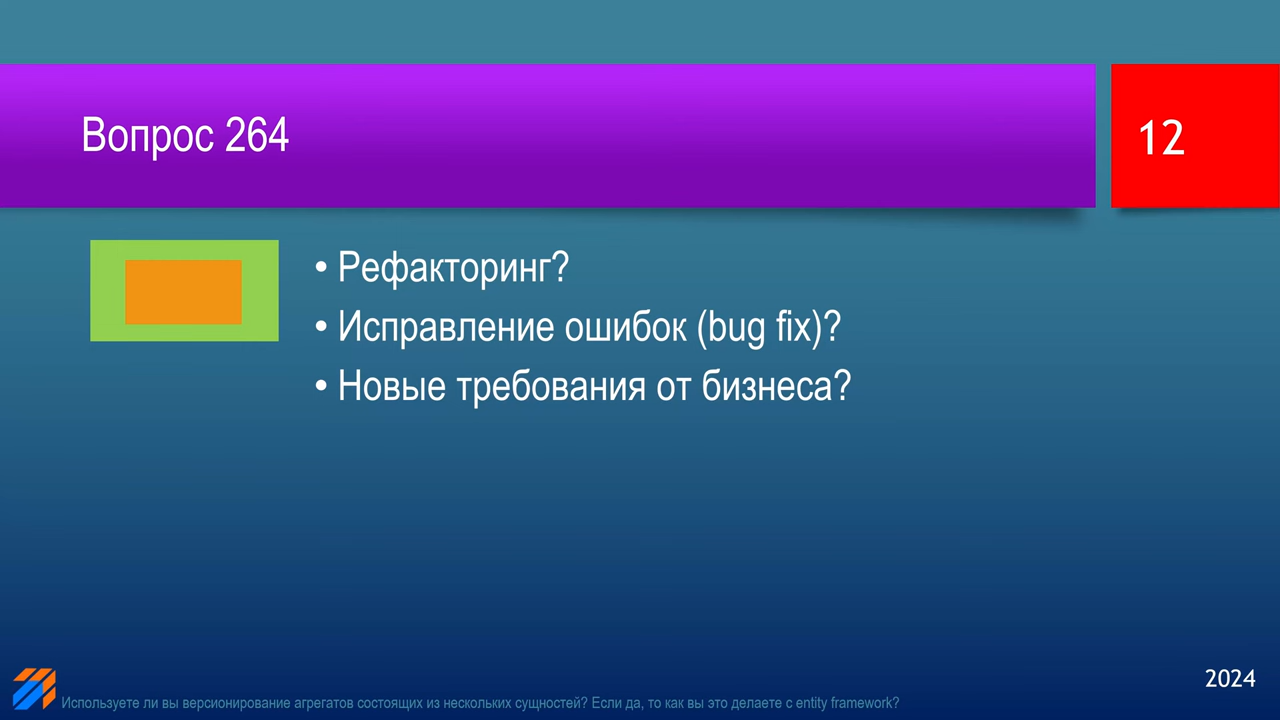 Вопрос 264
12
• Рефакторинг?
• Исправление ошибок (bug fix)?
• Новые требования от бизнеса?
2024
Используете ли вы версионирование агрегатов состоящих из нескольких сущностей? Если да, то как вы это делаете с entity framework?